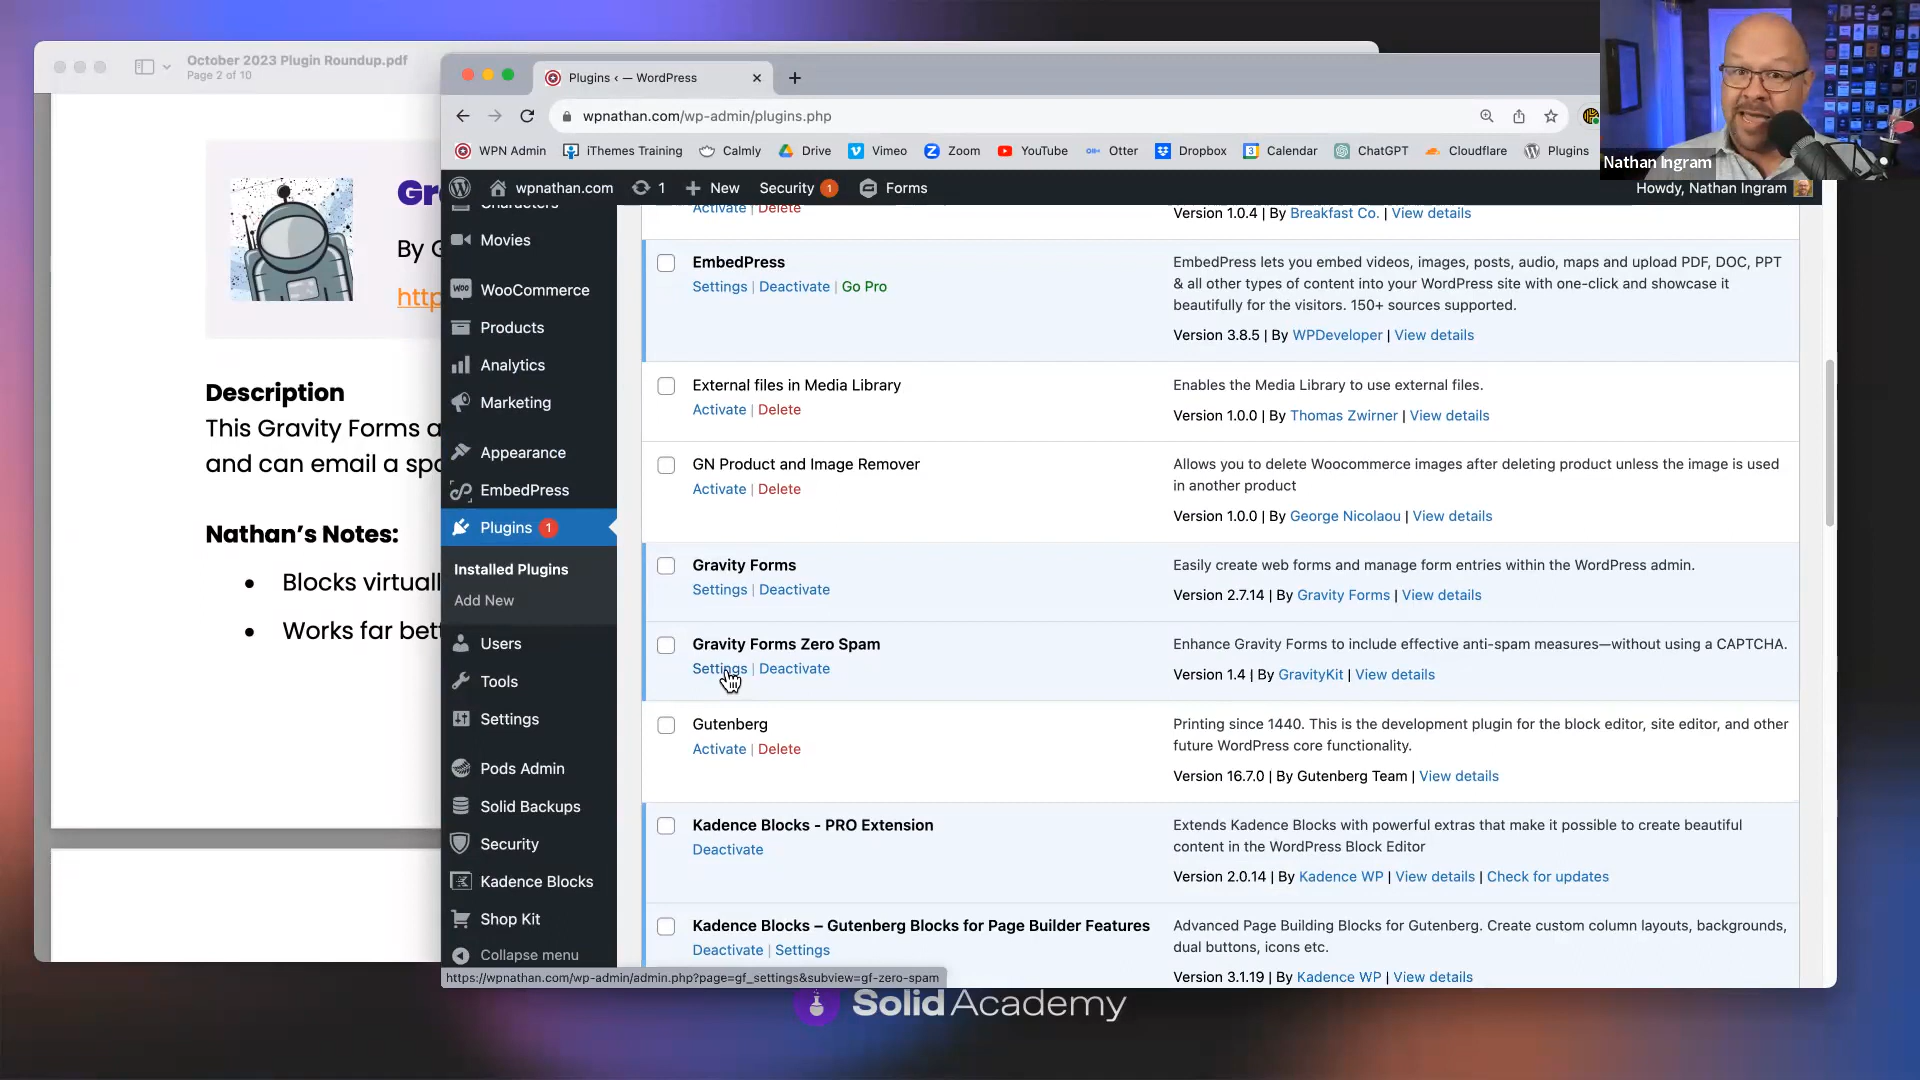 October 2023 Plugin Roundup.pdf
Page 2 of 10
By
http
Description
This Gravity Forms
and can email a
Nathan's Notes:
Blocks
Works far
Plugins ‹ — WordPress
wpnathan.com/wp-admin/plugins.php
WPN Admin
iThemes Training
Calmly
Drive
Vimeo
Zoom
YouTube
Otter
Dropbox
Calendar
ChatGPT
Cloudflare
Plugins
Nathan Ingram
wpnathan.com
1
New
Security 1
Forms
Howdy, Nathan Ingram
Characters
Movies
WooCommerce
Products
Analytics
Marketing
Appearance
EmbedPress
Plugins 1
Installed Plugins
Add New
Users
Tools
Settings
Pods Admin
Solid Backups
Security
Kadence Blocks
Shop Kit
Collapse menu
Activate | Delete
Version 1.0.4 | By Breakfast Co. | View details
EmbedPress
Settings | Deactivate | Go Pro
EmbedPress lets you embed videos, images, posts, audio, maps and upload PDF, DOC, PPT
& all other types of content into your WordPress site with one-click and showcase it
beautifully for the visitors. 150+ sources supported.
Version 3.8.5 | By WPDeveloper | View details
External files in Media Library
Activate | Delete
Enables the Media Library to use external files.
Version 1.0.0 | By Thomas Zwirner | View details
GN Product and Image Remover
Activate | Delete
Allows you to delete Woocommerce images after deleting product unless the image is used
in another product
Version 1.0.0 | By George Nicolaou | View details
Gravity Forms
Settings | Deactivate
Easily create web forms and manage form entries within the WordPress admin.
Version 2.7.14 | By Gravity Forms | View details
Gravity Forms Zero Spam
Settings | Deactivate
Enhance Gravity Forms to include effective anti-spam measures—without using a CAPTCHA.
Version 1.4 | By GravityKit | View details
Gutenberg
Activate | Delete
Printing since 1440. This is the development plugin for the block editor, site editor, and other
future WordPress core functionality.
Version 16.7.0 | By Gutenberg Team | View details
Kadence Blocks - PRO Extension
Deactivate
Extends Kadence Blocks with powerful extras that make it possible to create beautiful
content in the WordPress Block Editor
Version 2.0.14 | By Kadence WP | View details | Check for updates
Kadence Blocks – Gutenberg Blocks for Page Builder Features
Deactivate | Settings
Advanced Page Building Blocks for Gutenberg. Create custom column layouts, backgrounds,
dual buttons, icons etc.
Version 3.1.19 | By Kadence WP | View details
https://wpnathan.com/wp-admin/admin.php?page=gf_settings&subview=gf-zero-spam
SolidAcademy